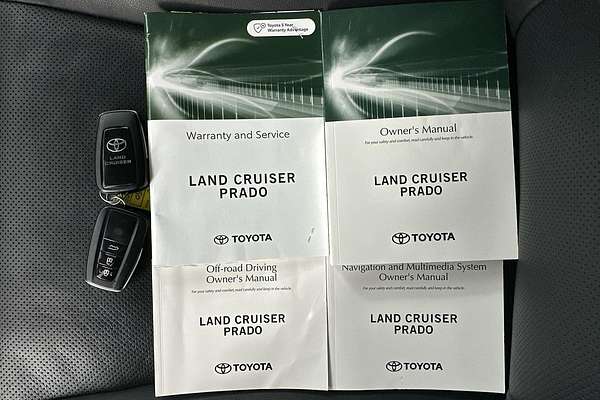 Toyota 5 Year
Warranty Advantage
Warranty and Service
LAND CRUISER
PRADO
TOYOTA
Owner's Manual
For your safety and comfort, read carefully and keep in the vehicle.
LAND CRUISER
PRADO
TOYOTA
LAND
CRUISER
Off-road Driving
Owner's Manual
For your safety and comfort, read carefully and keep in the vehicle.
LAND CRUISER
PRADO
TOYOTA
Navigation and Multimedia System
Owner's Manual
For your safety and comfort, read carefully and keep in the vehicle.
LAND CRUISER
PRADO
TOYOTA